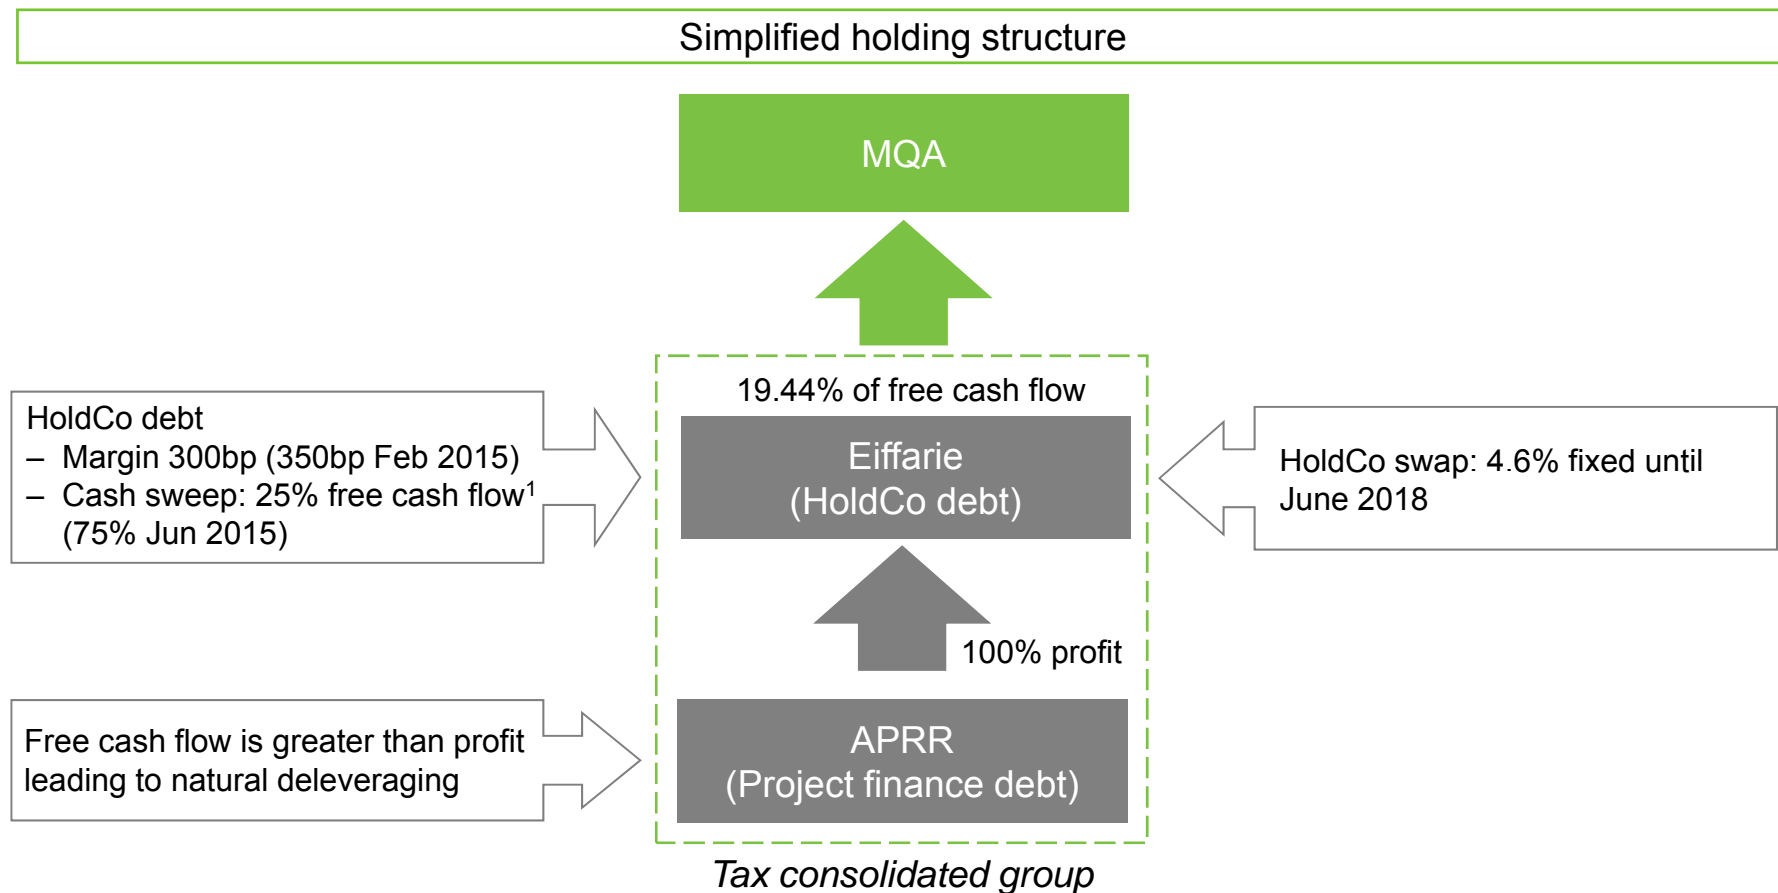 Simplified holding structure
MQA
19.44% of free cash flow
HoldCo debt
– Margin 300bp (350bp Feb 2015)
– Cash sweep: 25% free cash flow¹
(75% Jun 2015)
Eiffarie
(HoldCo debt)
HoldCo swap: 4.6% fixed until
June 2018
100% profit
Free cash flow is greater than profit
leading to natural deleveraging
APRR
(Project finance debt)
Tax consolidated group